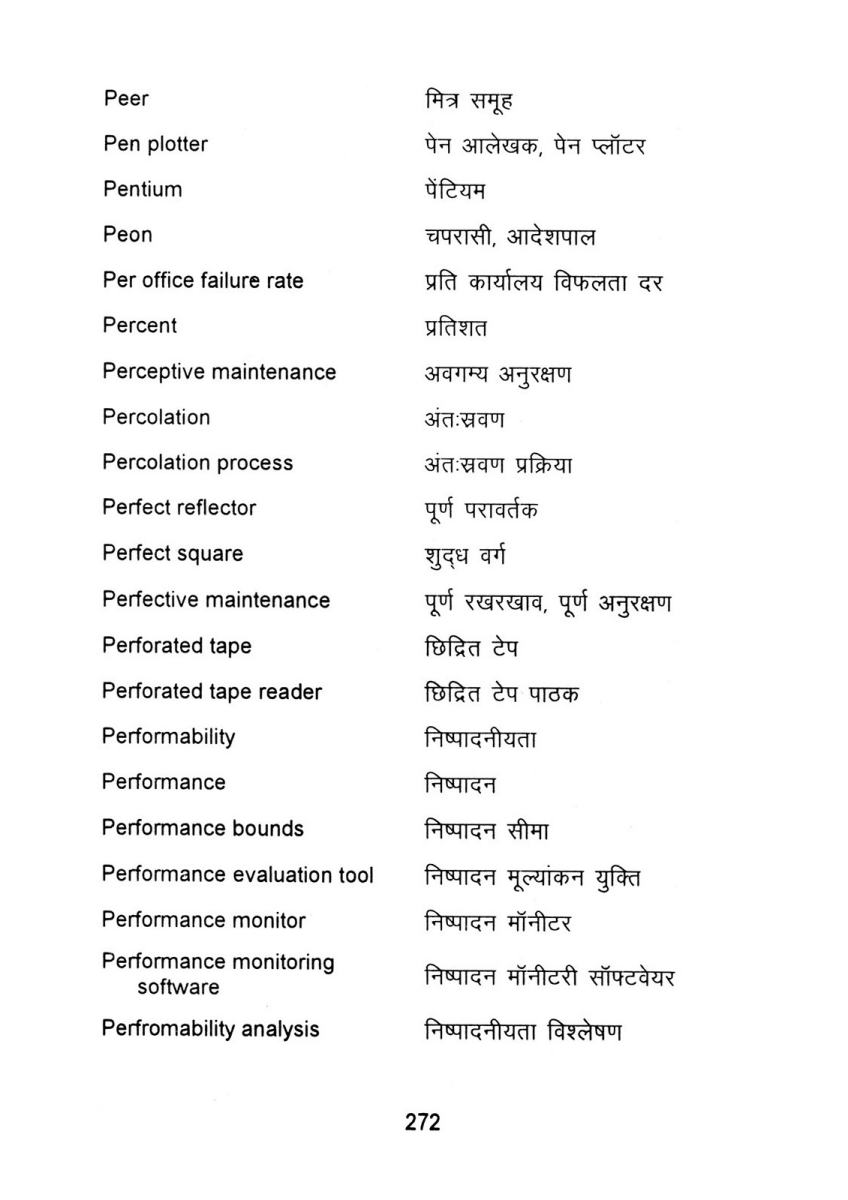 Peer मित्र समूह
Pen plotter पेन आलेखक, पेन प्लॉटर
Pentium पेंटियम
Peon चपरासी, आदेशपाल
Per office failure rate प्रति कार्यालय विफलता दर
Percent प्रतिशत
Perceptive maintenance अवगम्य अनुरक्षण
Percolation अंतःस्रवण
Percolation process अंतःस्रवण प्रक्रिया
Perfect reflector पूर्ण परावर्तक
Perfect square शुद्ध वर्ग
Perfective maintenance पूर्ण रखरखाव, पूर्ण अनुरक्षण
Perforated tape छिद्रित टेप
Perforated tape reader छिद्रित टेप पाठक
Performability निष्पादनीयता
Performance निष्पादन
Performance bounds निष्पादन सीमा
Performance evaluation tool निष्पादन मूल्यांकन युक्ति
Performance monitor निष्पादन मॉनीटर
Performance monitoring
software निष्पादन मॉनीटरी सॉफ्टवेयर
Perfromability analysis निष्पादनीयता विश्लेषण
272